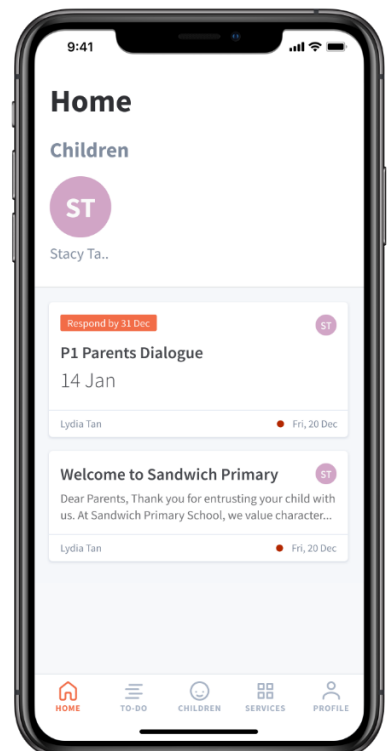 9:41
Home
Children
ST
Stacy Ta..
Respond by 31 Dec
ST
P1 Parents Dialogue
14 Jan
Lydia Tan
Fri, 20 Dec
Welcome to Sandwich Primary
ST
Dear Parents, Thank you for entrusting your child with
us. At Sandwich Primary School, we value character...
Lydia Tan
Fri, 20 Dec
HOME TO-DO CHILDREN SERVICES PROFILE